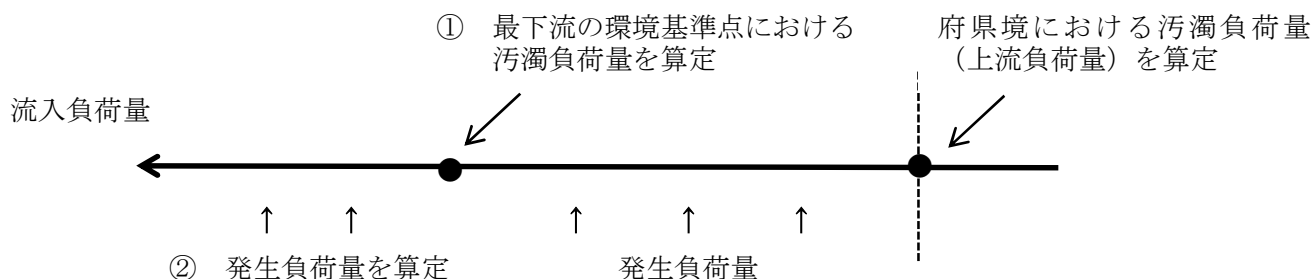 ① 最下流の環境基準点における
汚濁負荷量を算定
府県境における汚濁負荷量
（上流負荷量）を算定
流入負荷量
② 発生負荷量を算定
発生負荷量